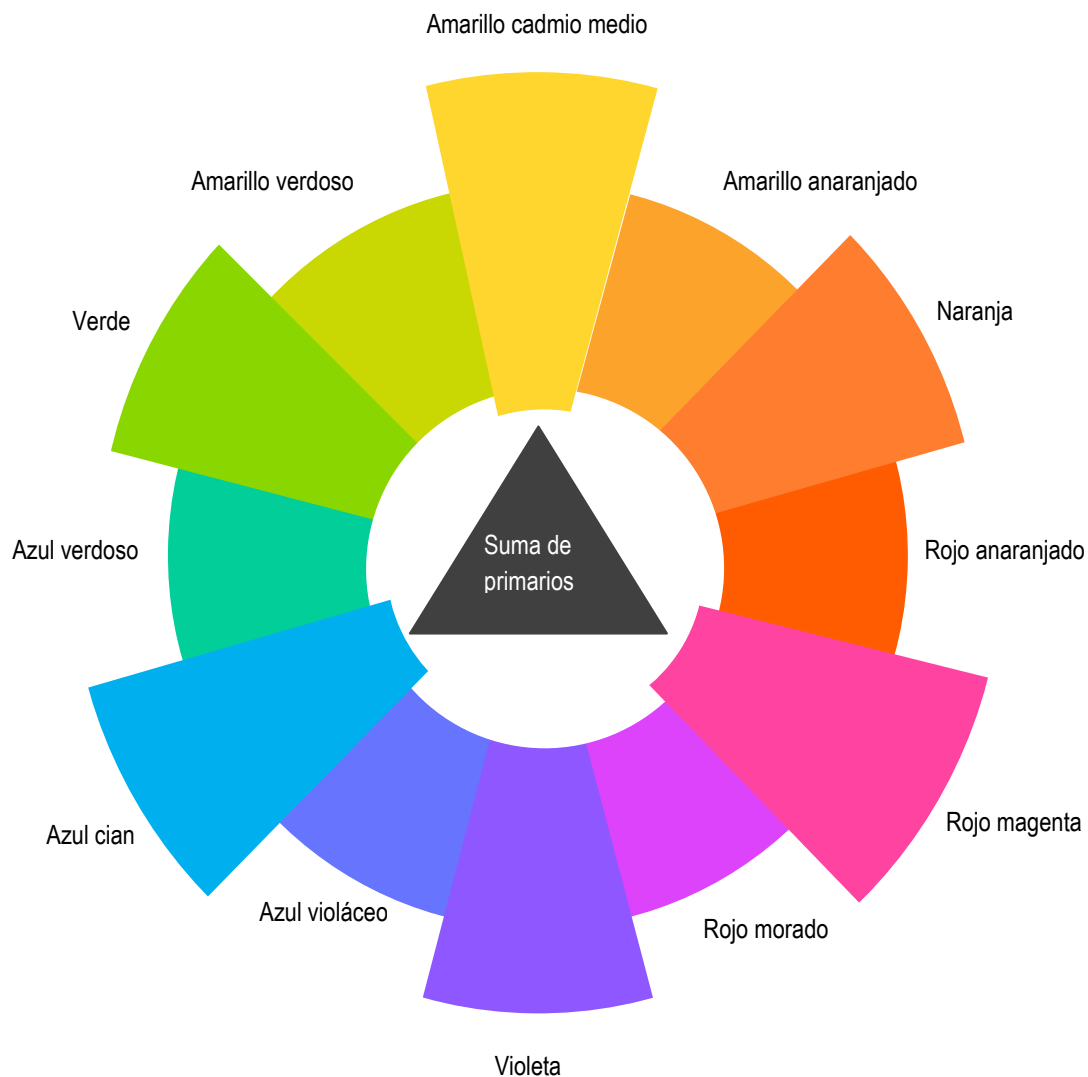 Amarillo cadmio medio
Amarillo verdoso
Amarillo anaranjado
Verde
Naranja
Suma de
primarios
Azul verdoso
Rojo anaranjado
Azul cian
Rojo magenta
Azul violáceo
Rojo morado
Violeta